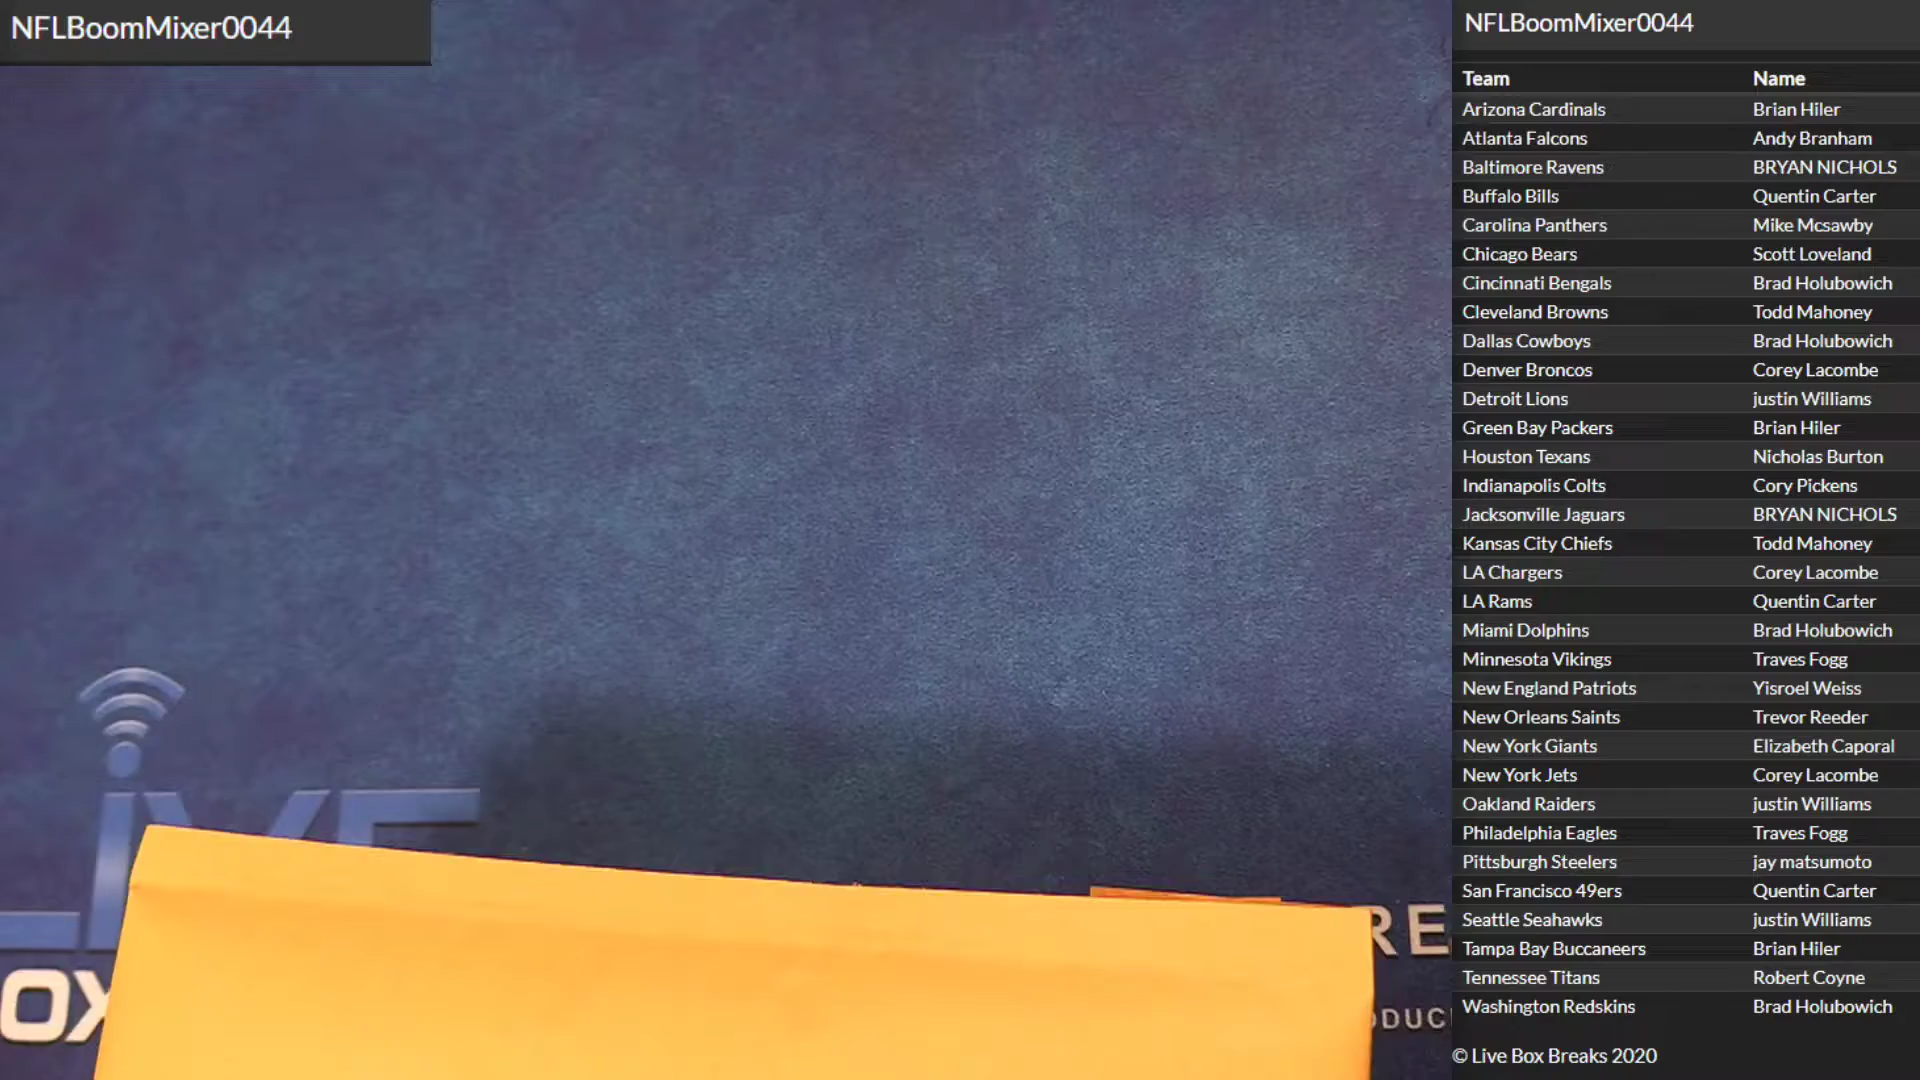 NFLBoomMixer0044
NFLBoomMixer0044
Team Name
Arizona Cardinals Brian Hiler
Atlanta Falcons Andy Branham
Baltimore Ravens BRYAN NICHOLS
Buffalo Bills Quentin Carter
Carolina Panthers Mike Mcsawby
Chicago Bears Scott Loveland
Cincinnati Bengals Brad Holubowich
Cleveland Browns Todd Mahoney
Dallas Cowboys Brad Holubowich
Denver Broncos Corey Lacombe
Detroit Lions justin Williams
Green Bay Packers Brian Hiler
Houston Texans Nicholas Burton
Indianapolis Colts Cory Pickens
Jacksonville Jaguars BRYAN NICHOLS
Kansas City Chiefs Todd Mahoney
LA Chargers Corey Lacombe
LA Rams Quentin Carter
Miami Dolphins Brad Holubowich
Minnesota Vikings Traves Fogg
New England Patriots Yisroel Weiss
New Orleans Saints Trevor Reeder
New York Giants Elizabeth Caporal
New York Jets Corey Lacombe
Oakland Raiders justin Williams
Philadelphia Eagles Traves Fogg
Pittsburgh Steelers jay matsumoto
San Francisco 49ers Quentin Carter
Seattle Seahawks justin Williams
Tampa Bay Buccaneers Brian Hiler
Tennessee Titans Robert Coyne
Washington Redskins Brad Holubowich
© Live Box Breaks 2020
LIVE
OX
RE
DUC